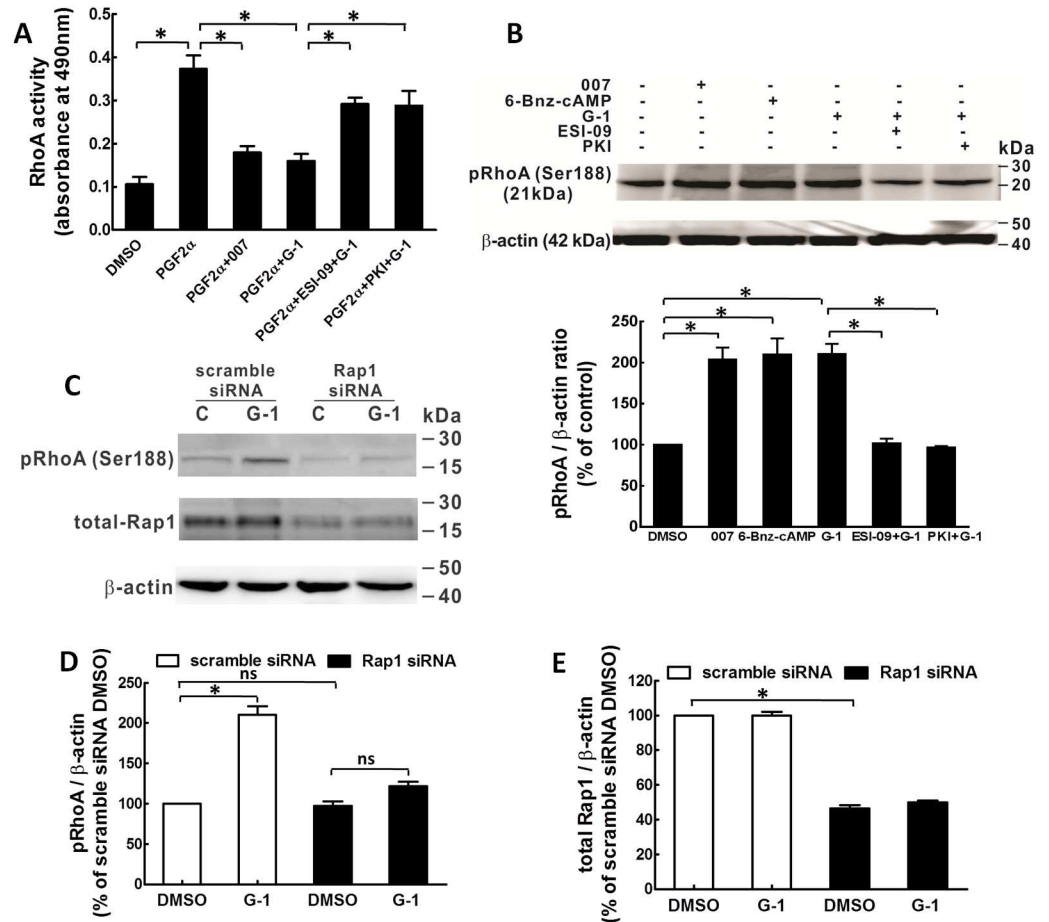 A
RhoA activity
(absorbance at 490nm)
0.5
0.4
0.3
0.2
0.1
0.0
* * * * *
DMSO
PGF2α
PGF2α+007
PGF2α+G-1
PGF2α+ESI-09+G-1
PGF2α+PKI+G-1
B
007 - + - - - -
6-Bnz-cAMP - - + - - -
G-1 - - - + + +
ESI-09 - - - - + -
PKI - - - - - +
kDa
pRhoA (Ser188)
(21kDa)
30
20
β-actin (42 kDa)
50
40
pRhoA / β-actin ratio
(% of control)
250
200
150
100
50
0
* * * * *
DMSO 007 6-Bnz-cAMP G-1 ESI-09+G-1 PKI+G-1
C
scramble siRNA
Rap1 siRNA
C G-1 C G-1 kDa
pRhoA (Ser188)
30
15
total-Rap1
30
15
β-actin
50
40
D
scramble siRNA Rap1 siRNA
pRhoA / β-actin
(% of scramble siRNA DMSO)
250
200
150
100
50
0
ns
*
ns
DMSO G-1 DMSO G-1
E
scramble siRNA Rap1 siRNA
total Rap1 / β-actin
(% of scramble siRNA DMSO)
120
100
80
60
40
20
0
*
DMSO G-1 DMSO G-1